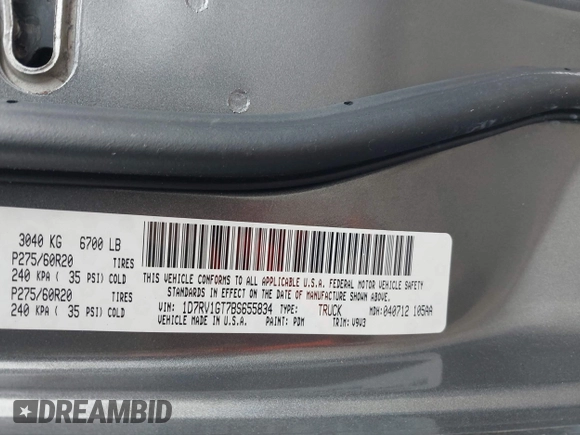 3040 KG 6700 LB
P275/60R20 TIRES
240 KPA ( 35 PSI) COLD
P275/60R20 TIRES
240 KPA ( 35 PSI) COLD
THIS VEHICLE CONFORMS TO ALL APPLICABLE U.S.A. FEDERAL MOTOR VEHICLE SAFETY
STANDARDS IN EFFECT ON THE DATE OF MANUFACTURE SHOWN ABOVE.
VIN: 1D7RV1GT7BS655834 TYPE: TRUCK MDH: 040712 105AA
VEHICLE MADE IN U.S.A. PAINT: PDM TRIM: V9V3
DREAMBID